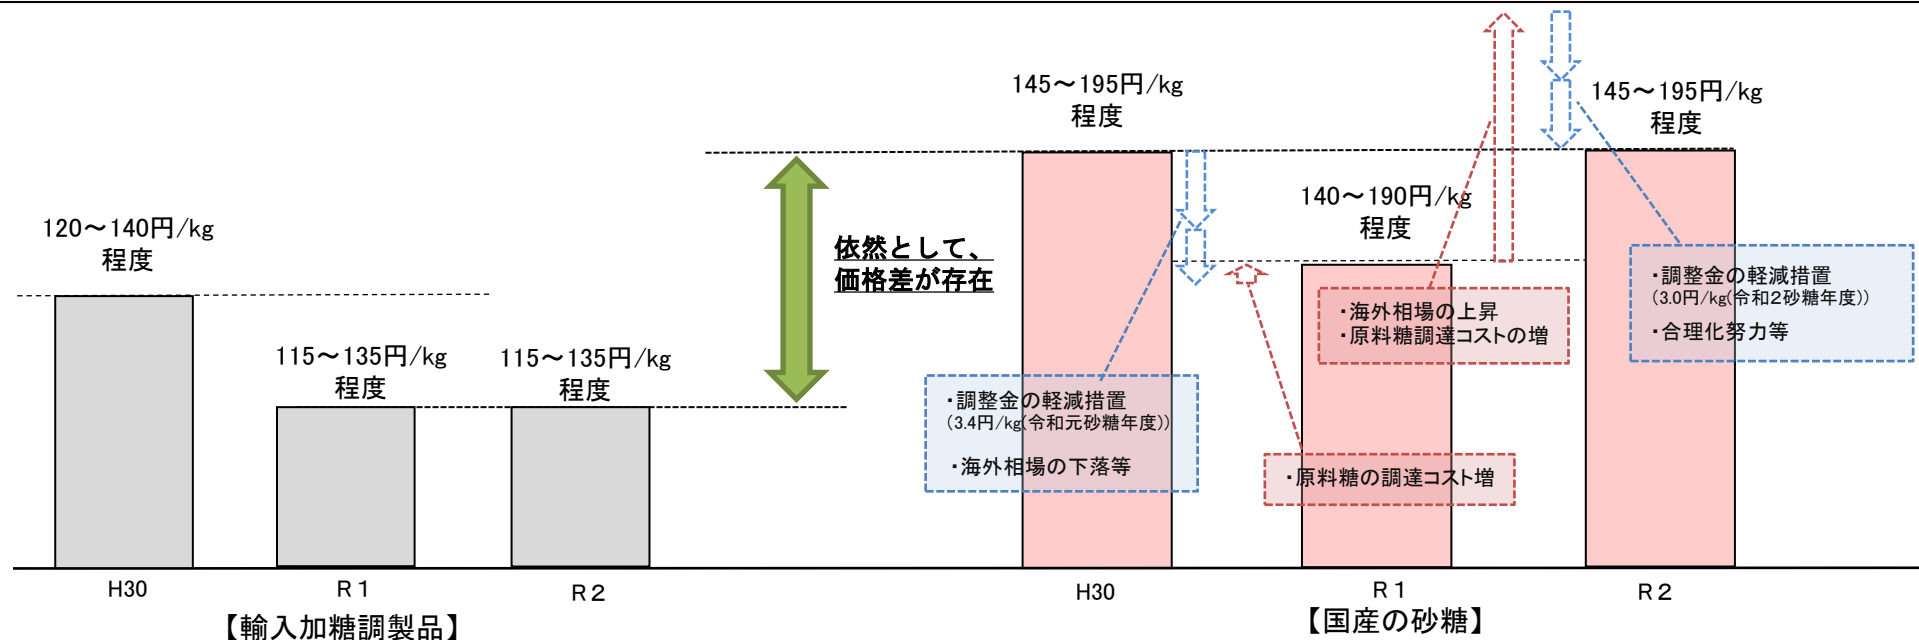 120～140円/kg
程度
115～135円/kg
程度
115～135円/kg
程度
H30
R１
R２
【輸入加糖調製品】
依然として、
価格差が存在
145～195円/kg
程度
140～190円/kg
程度
145～195円/kg
程度
・調整金の軽減措置
（3.4円/kg(令和元砂糖年度)）
・海外相場の下落等
・原料糖の調達コスト増
・海外相場の上昇
・原料糖調達コストの増
・調整金の軽減措置
（3.0円/kg(令和２砂糖年度)）
・合理化努力等
H30
R１
R２
【国産の砂糖】